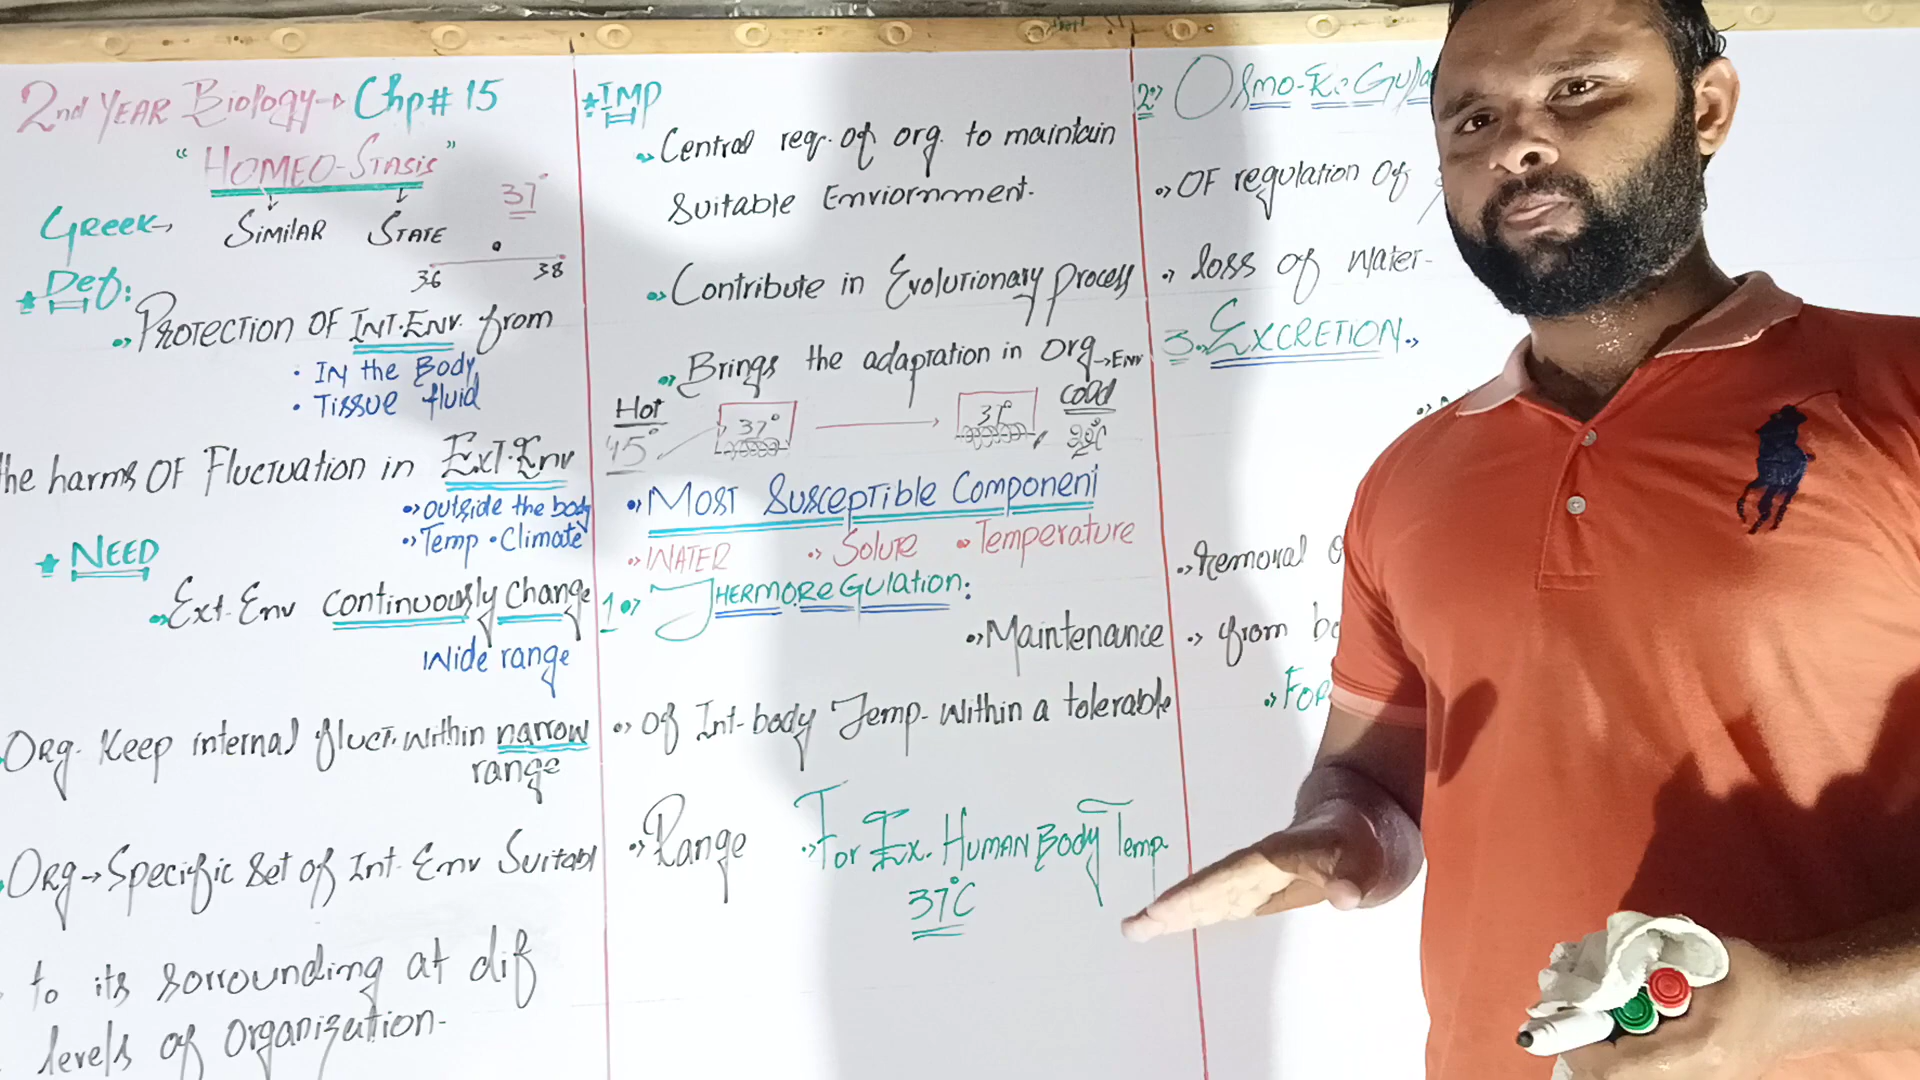 2nd YEAR Biology→ Chp# 15
"HOMEO-Stasis"
37°
Greek→ SIMILAR STATE
36 38
★ Def:
PROTECTION OF INT.ENV. from
• IN the Body
• Tissue fluid
the harms OF Fluctuation in Ext.Env
outside the body
Temp • Climate
★ NEED
Ext-Env continuously change
Wide range
Org. Keep internal fluct. within narrow
range
Org→Specific Set of Int. Env Suitabl
to its sorrounding at dif
levels of organization.
★IMP
Central req. of org. to maintain
Suitable Enviornment.
Contribute in Evolutionary process
Brings the adaptation in Org→Env
Hot 37° 37° Cold
45° 20°C
Most Susceptible Component
WATER Solute Temperature
1 THERMOREGULATION:
Maintenance
of Int-body Temp. within a tolerable
Range For Ex. Human Body Temp.
37°C
2 Osmo-ReGula
OF regulation of
loss of water-
3. EXCRETION
removal o
from bo
For